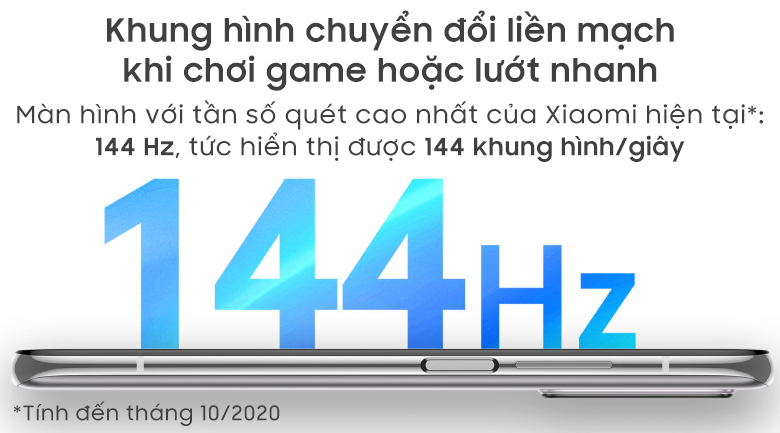 Khung hình chuyển đổi liền mạch
khi chơi game hoặc lướt nhanh
Màn hình với tần số quét cao nhất của Xiaomi hiện tại*:
144 Hz, tức hiển thị được 144 khung hình/giây
144Hz
*Tính đến tháng 10/2020